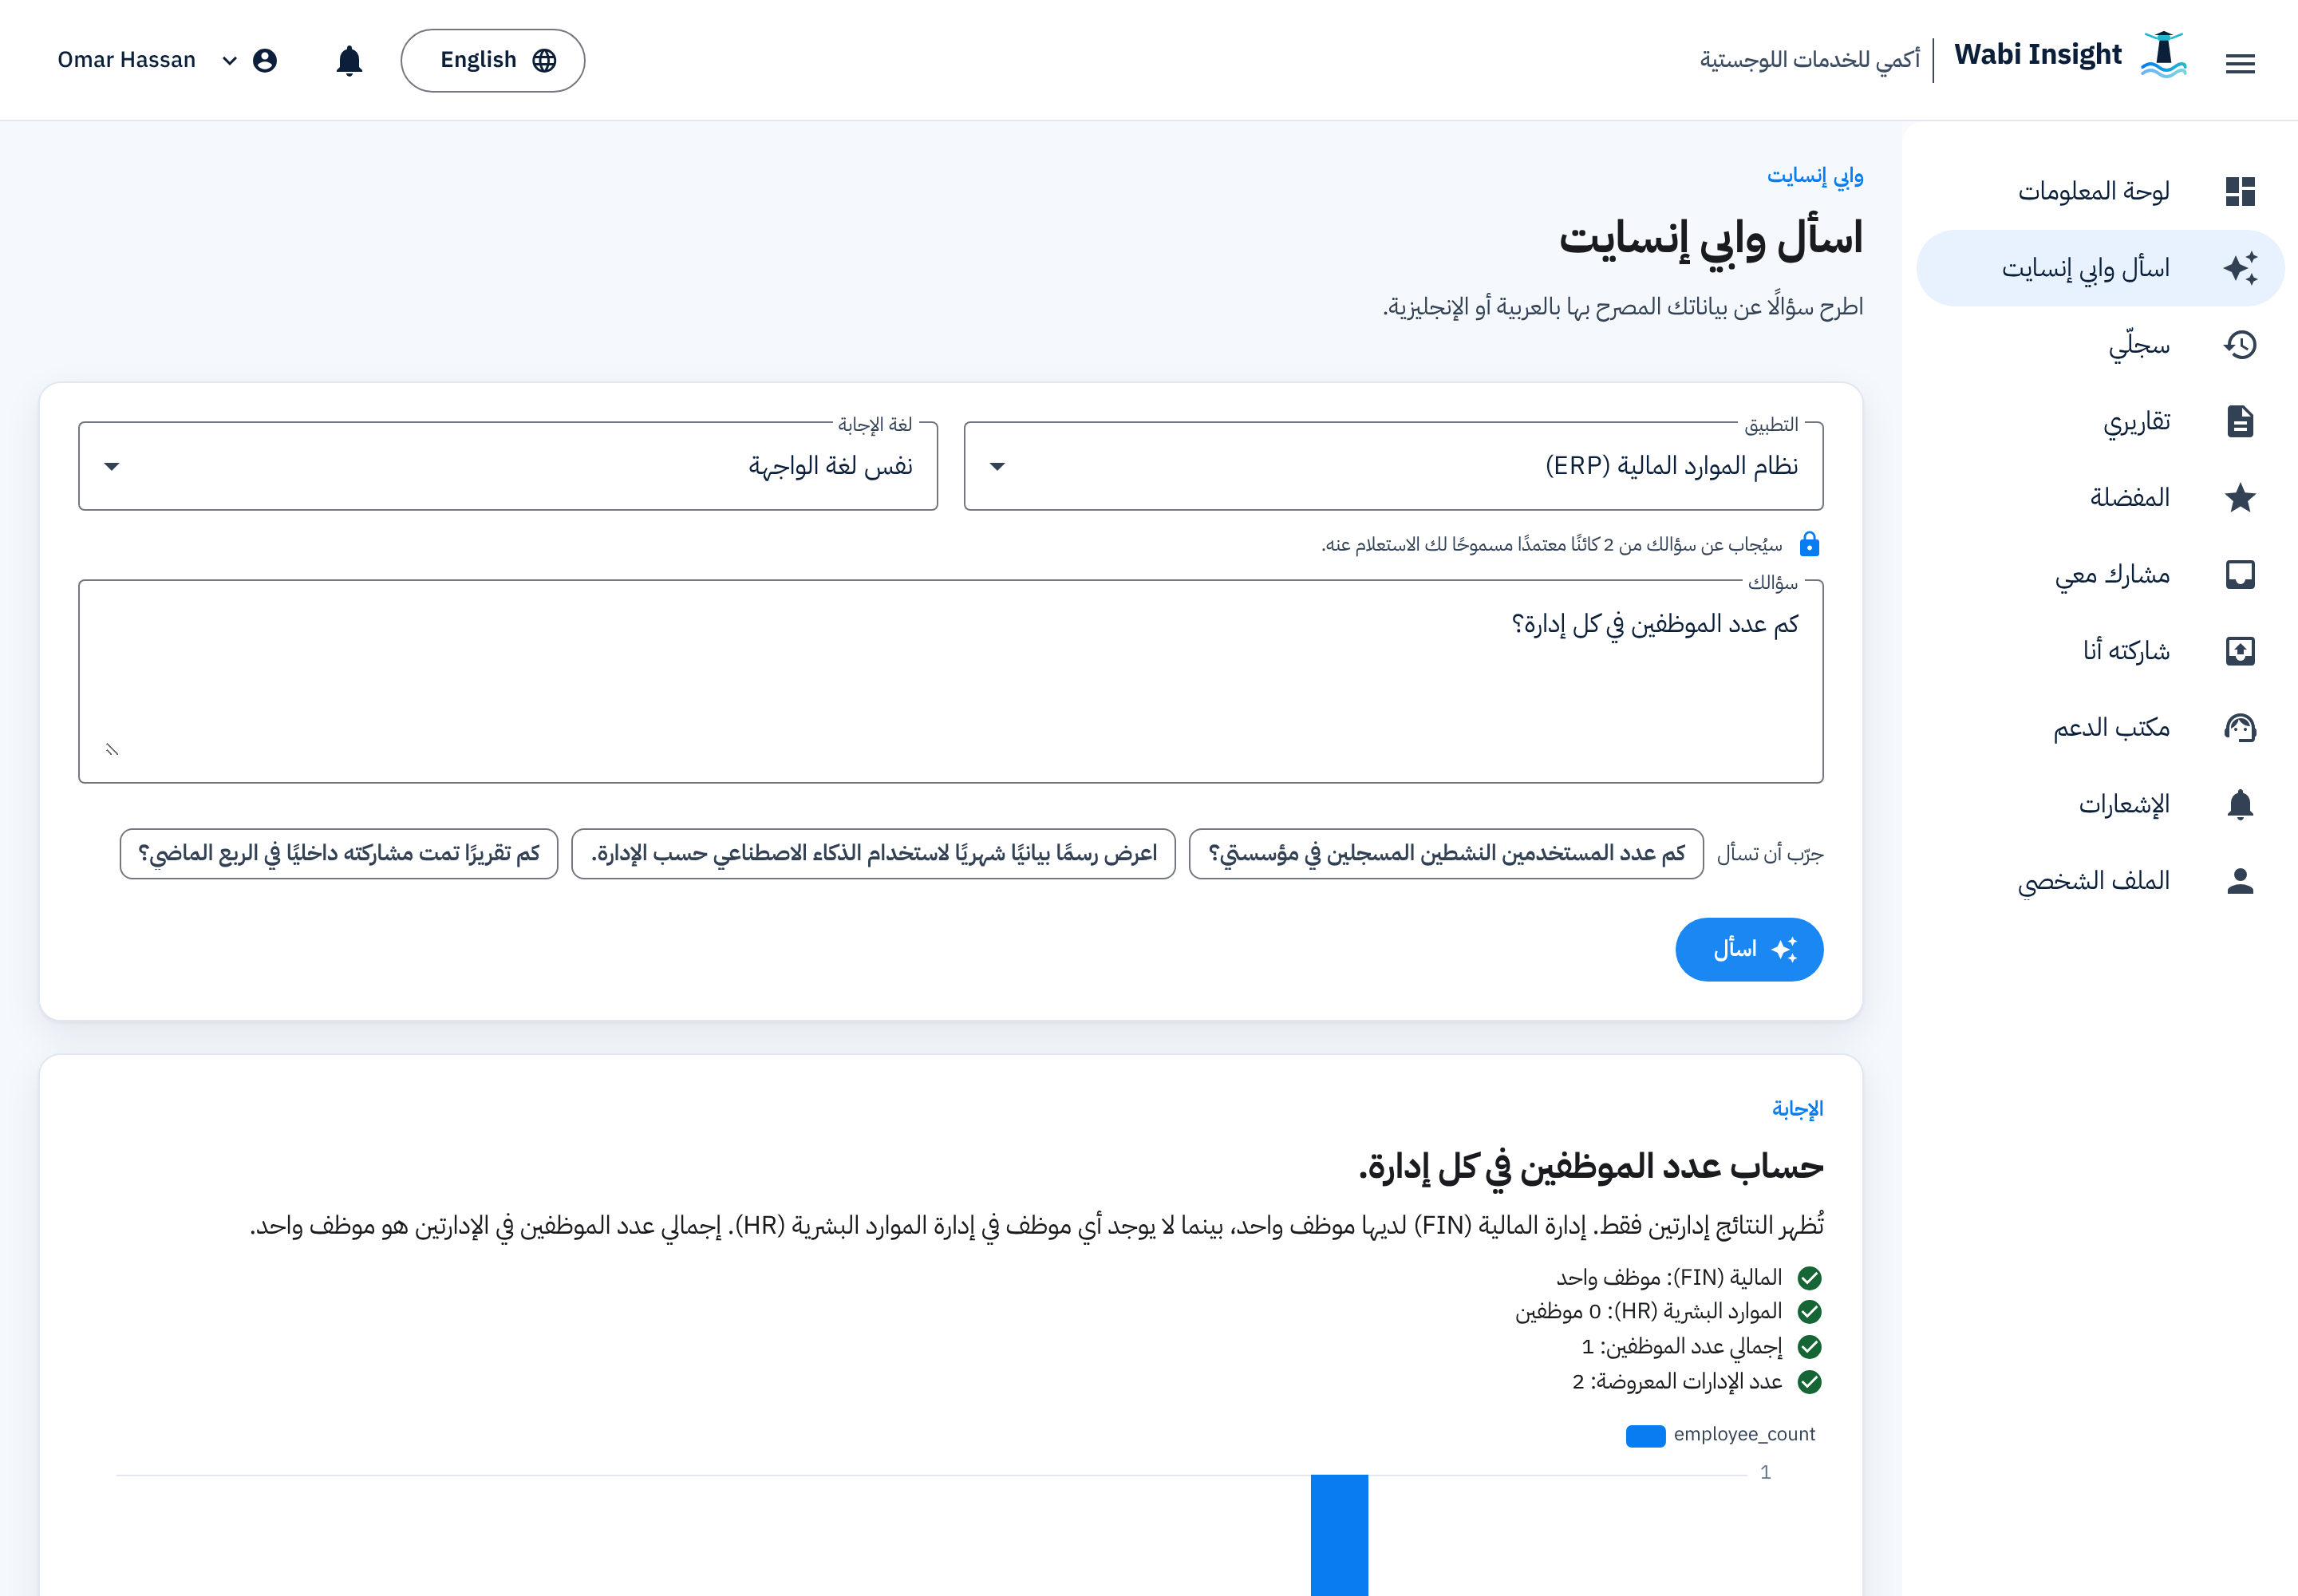 Wabi Insight
أكمي للخدمات اللوجستية
English
Omar Hassan
لوحة المعلومات
اسأل وابي إنسايت
سجلّي
تقاريري
المفضلة
مشارك معي
شاركته أنا
مكتب الدعم
الإشعارات
الملف الشخصي
وابي إنسايت
اسأل وابي إنسايت
اطرح سؤالًا عن بياناتك المصرح بها بالعربية أو الإنجليزية.
التطبيق
نظام الموارد المالية (ERP)
لغة الإجابة
نفس لغة الواجهة
سيُجاب عن سؤالك من 2 كائنًا معتمدًا مسموحًا لك الاستعلام عنه.
سؤالك
كم عدد الموظفين في كل إدارة؟
جرّب أن تسأل
كم عدد المستخدمين النشطين المسجلين في مؤسستي؟
اعرض رسمًا بيانيًا شهريًا لاستخدام الذكاء الاصطناعي حسب الإدارة.
كم تقريرًا تمت مشاركته داخليًا في الربع الماضي؟
اسأل
الإجابة
حساب عدد الموظفين في كل إدارة.
تُظهر النتائج إدارتين فقط. إدارة المالية (FIN) لديها موظف واحد، بينما لا يوجد أي موظف في إدارة الموارد البشرية (HR). إجمالي عدد الموظفين في الإدارتين هو موظف واحد.
المالية (FIN): موظف واحد
الموارد البشرية (HR): 0 موظفين
إجمالي عدد الموظفين: 1
عدد الإدارات المعروضة: 2
employee_count
1